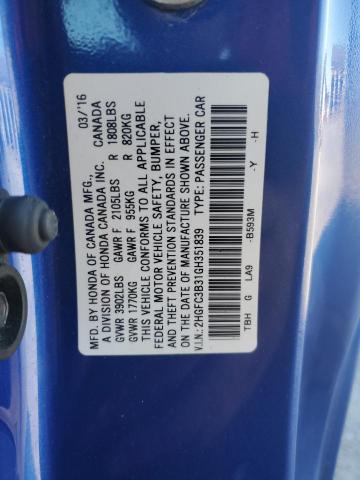 MFD. BY HONDA OF CANADA MFG., 03/'16
A DIVISION OF HONDA CANADA INC. CANADA
GVWR 3902LBS GAWR F 2105LBS R 1808LBS
GVWR 1770KG GAWR F 955KG R 820KG
THIS VEHICLE CONFORMS TO ALL APPLICABLE
FEDERAL MOTOR VEHICLE SAFETY, BUMPER,
AND THEFT PREVENTION STANDARDS IN EFFECT
ON THE DATE OF MANUFACTURE SHOWN ABOVE.
V.I.N.: 2HGFC3B31GH351839 TYPE: PASSENGER CAR
TBH G LA9 -B593M -Y -H